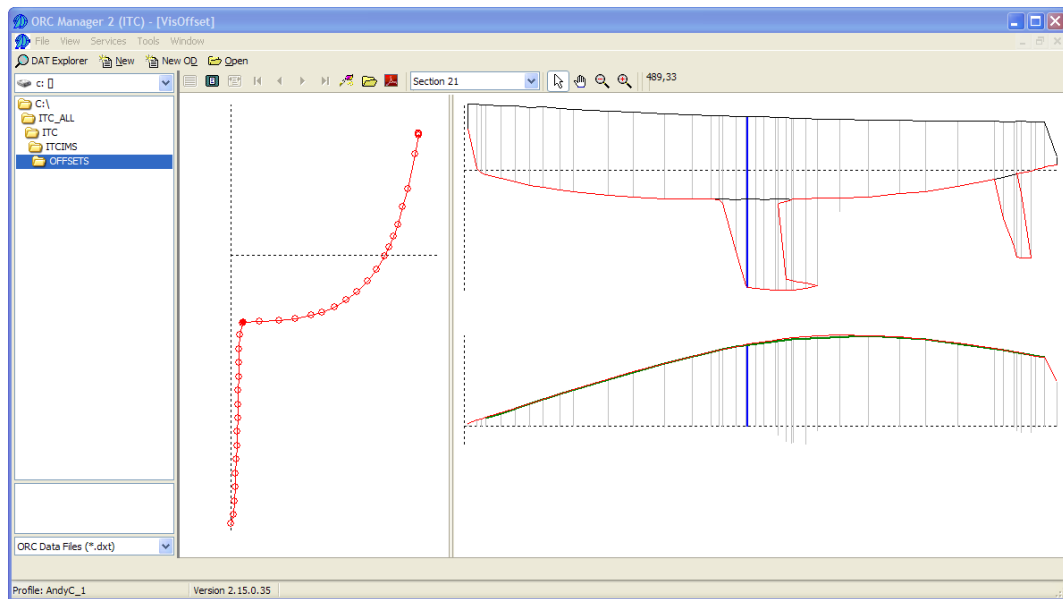 ORC Manager 2 (ITC) - [VisOffset]
File View Services Tools Window
DAT Explorer New New OD Open
c: []
Section 21
489,33
C:\
ITC_ALL
ITC
ITCIMS
OFFSETS
ORC Data Files (*.dxt)
Profile: AndyC_1
Version 2.15.0.35